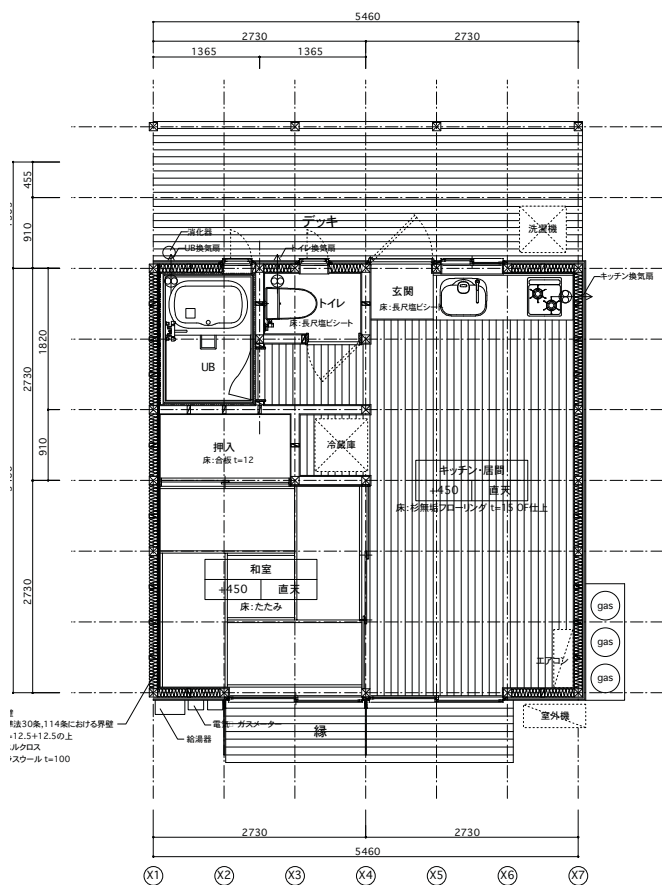 5460
2730
2730
1365
1365
455
910
デッキ
洗濯機
消化器
UB換気扇
トイレ換気扇
キッチン換気扇
トイレ
床:長尺塩ビシート
玄関
床:長尺塩ビシート
1820
2730
910
UB
押入
床:合板 t=12
冷蔵庫
キッチン・居間
+450
直天
床:杉無垢フローリング t=15 OF仕上
2730
和室
+450
直天
床:たたみ
gas
gas
gas
エアコン
室外機
法30条,114条における界壁
12.5+12.5の上
ルクロス
スウール t=100
電気・ガスメーター
給湯器
縁
2730
2730
5460
X1
X2
X3
X4
X5
X6
X7